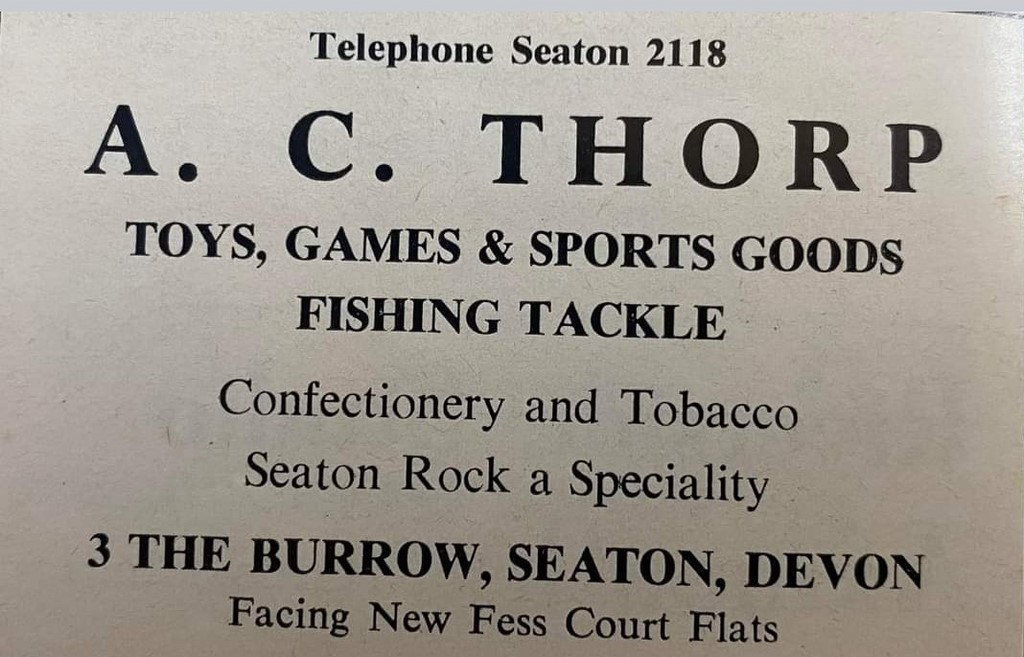 Telephone Seaton 2118
A. C. THORP
TOYS, GAMES & SPORTS GOODS
FISHING TACKLE
Confectionery and Tobacco
Seaton Rock a Speciality
3 THE BURROW, SEATON, DEVON
Facing New Fess Court Flats